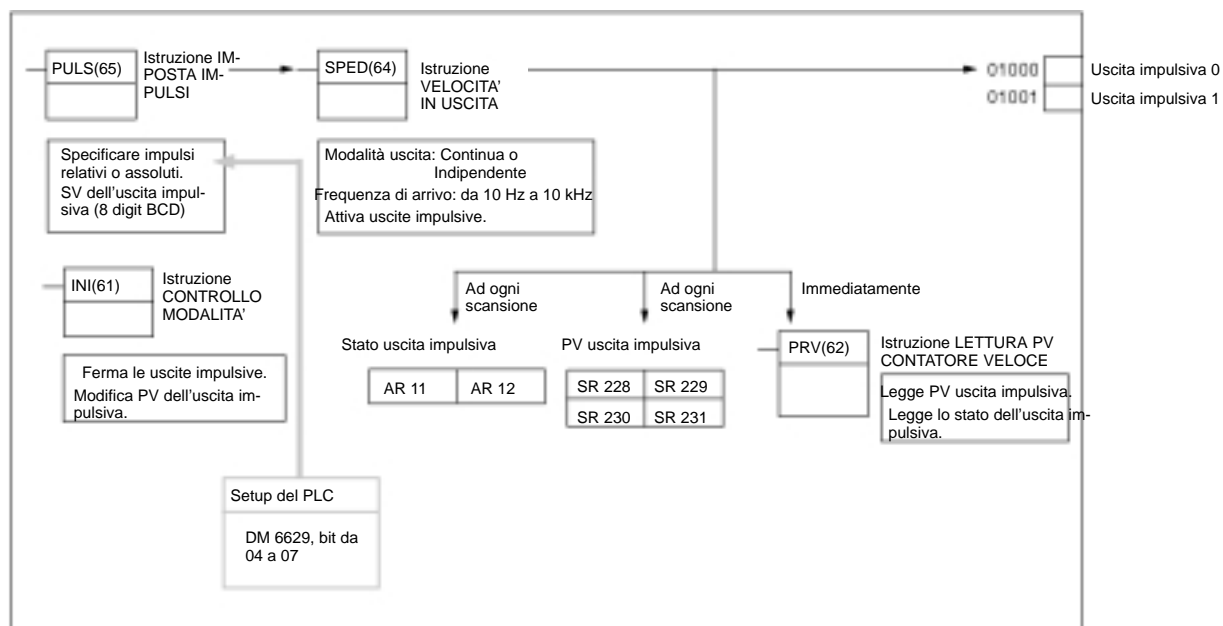 PULS(65)
Istruzione IM-
POSTA IM-
PULSI
SPED(64)
Istruzione
VELOCITA'
IN USCITA
01000
Uscita impulsiva 0
01001
Uscita impulsiva 1
Specificare impulsi
relativi o assoluti.
SV dell'uscita impul-
siva (8 digit BCD)
Modalità uscita: Continua o
Indipendente
Frequenza di arrivo: da 10 Hz a 10 kHz
Attiva uscite impulsive.
INI(61)
Istruzione
CONTROLLO
MODALITA'
Ferma le uscite impulsive.
Modifica PV dell'uscita im-
pulsiva.
Ad ogni
scansione
Ad ogni
scansione
Immediatamente
Stato uscita impulsiva
AR 11
AR 12
PV uscita impulsiva
SR 228
SR 229
SR 230
SR 231
PRV(62)
Istruzione LETTURA PV
CONTATORE VELOCE
Legge PV uscita impulsiva.
Legge lo stato dell'uscita im-
pulsiva.
Setup del PLC
DM 6629, bit da
04 a 07